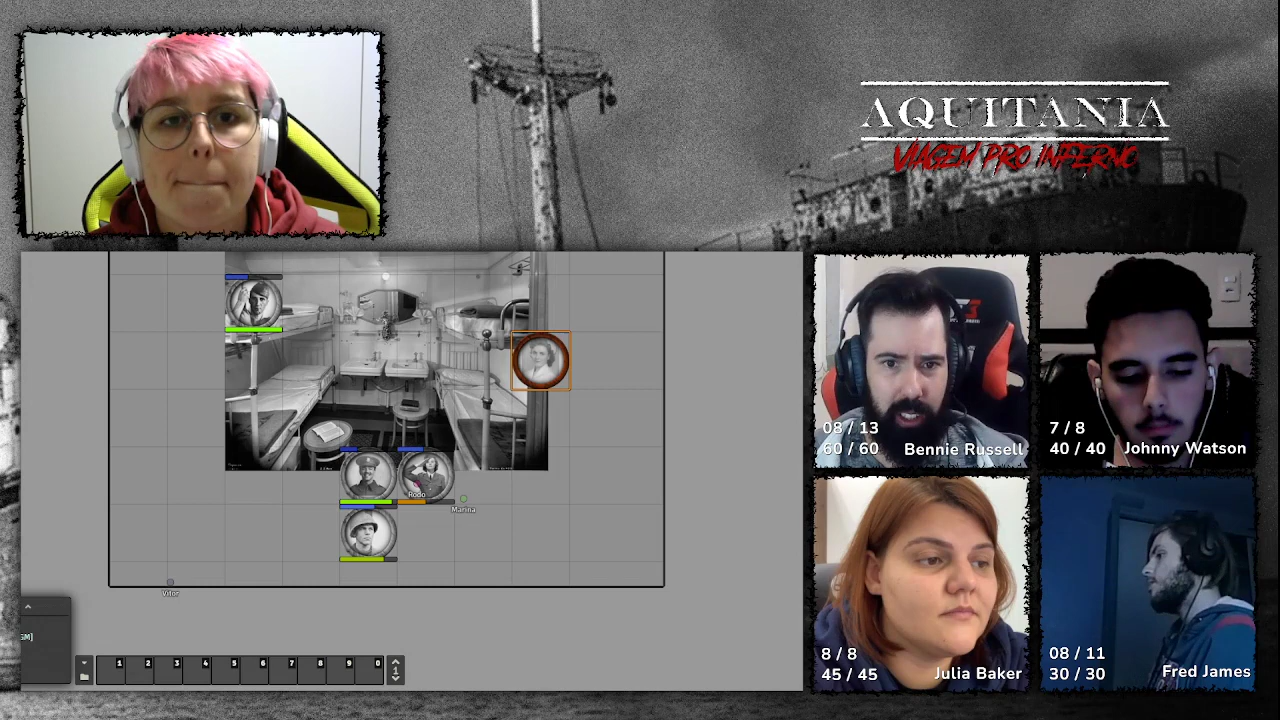 AQUITANIA
VIAGEM PRO INFERNO
08 / 13
60 / 60
Bennie Russell
7 / 8
40 / 40
Johnny Watson
Rodo
Marina
Vitor
GM]
1 2 3 4 5 6 7 8 9 0
1
8 / 8
45 / 45
Julia Baker
08 / 11
30 / 30
Fred James